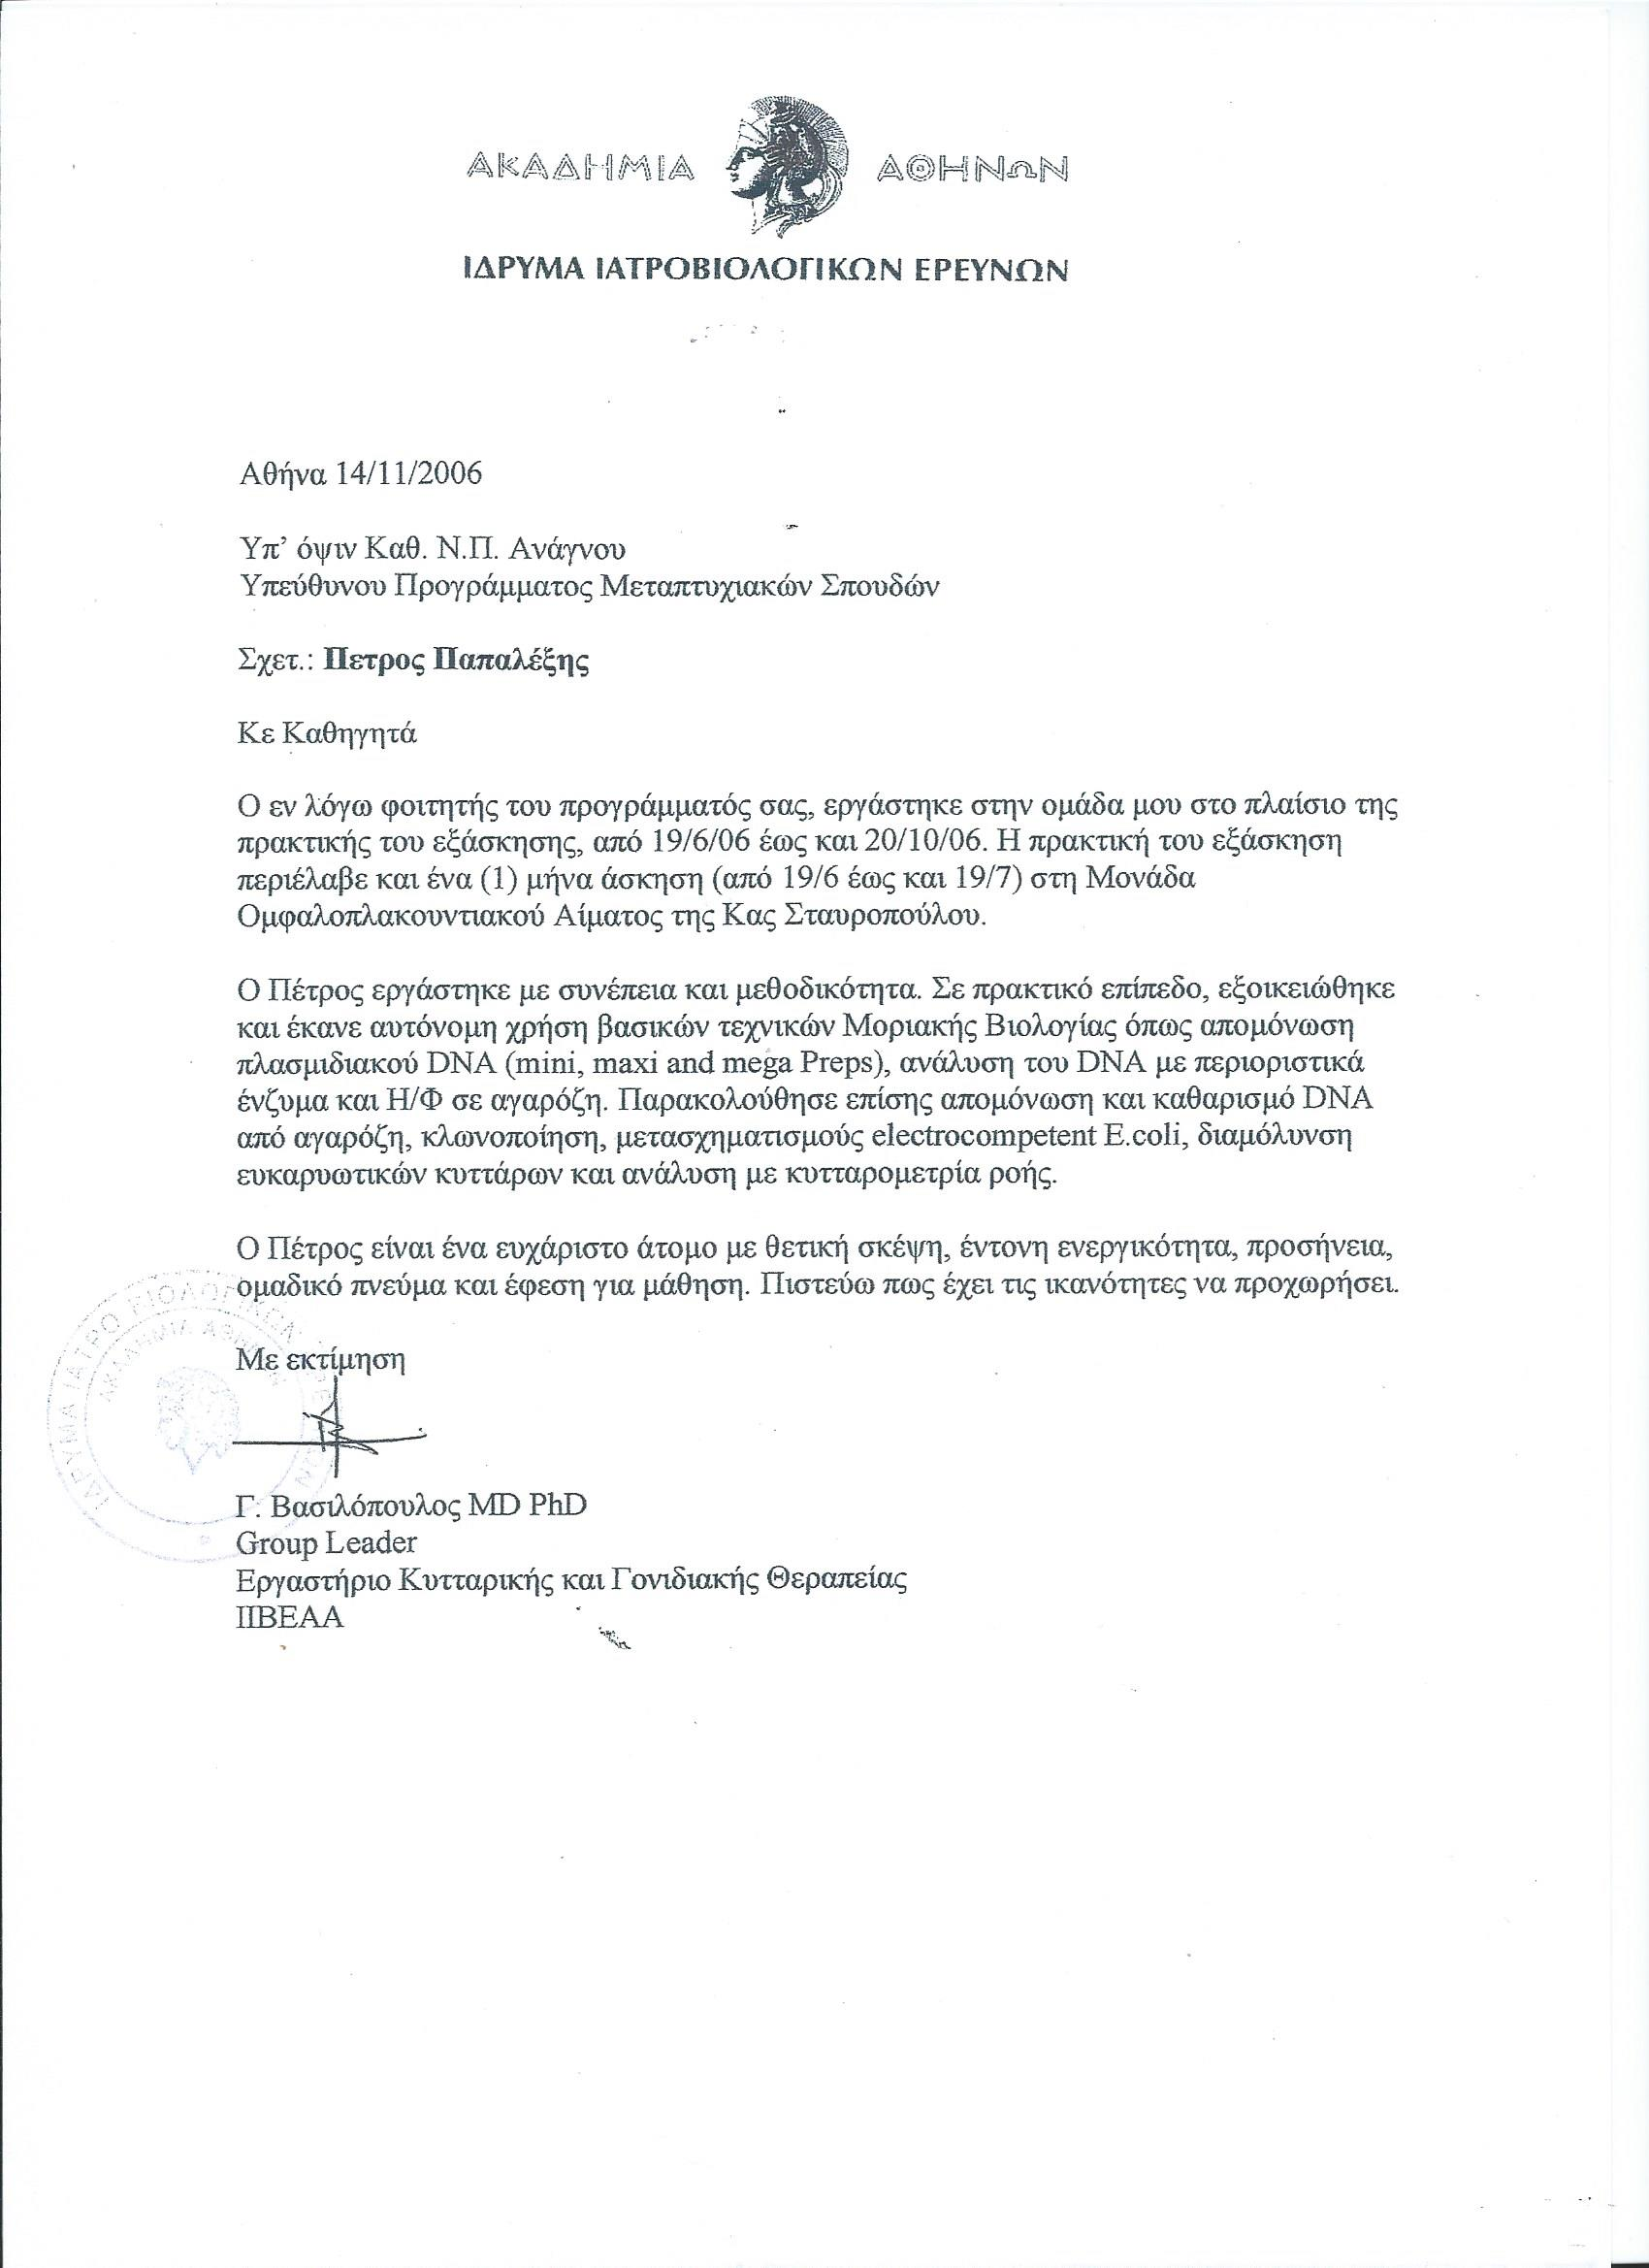 ΑΚΑΔΗΜΙΑ ΑΘΗΝΩΝ
ΙΔΡΥΜΑ ΙΑΤΡΟΒΙΟΛΟΓΙΚΩΝ ΕΡΕΥΝΩΝ
Αθήνα 14/11/2006
Υπ’ όψιν Καθ. Ν.Π. Ανάγνου
Υπεύθυνου Προγράμματος Μεταπτυχιακών Σπουδών
Σχετ.: Πετρος Παπαλέξης
Κε Καθηγητά
Ο εν λόγω φοιτητής του προγράμματός σας, εργάστηκε στην ομάδα μου στο πλαίσιο της
πρακτικής του εξάσκησης, από 19/6/06 έως και 20/10/06. Η πρακτική του εξάσκηση
περιέλαβε και ένα (1) μήνα άσκηση (από 19/6 έως και 19/7) στη Μονάδα
Ομφαλοπλακουντιακού Αίματος της Κας Σταυροπούλου.
Ο Πέτρος εργάστηκε με συνέπεια και μεθοδικότητα. Σε πρακτικό επίπεδο, εξοικειώθηκε
και έκανε αυτόνομη χρήση βασικών τεχνικών Μοριακής Βιολογίας όπως απομόνωση
πλασμιδιακού DNA (mini, maxi and mega Preps), ανάλυση του DNA με περιοριστικά
ένζυμα και Η/Φ σε αγαρόζη. Παρακολούθησε επίσης απομόνωση και καθαρισμό DNA
από αγαρόζη, κλωνοποίηση, μετασχηματισμούς electrocompetent E.coli, διαμόλυνση
ευκαρυωτικών κυττάρων και ανάλυση με κυτταρομετρία ροής.
Ο Πέτρος είναι ένα ευχάριστο άτομο με θετική σκέψη, έντονη ενεργικότητα, προσήνεια,
ομαδικό πνεύμα και έφεση για μάθηση. Πιστεύω πως έχει τις ικανότητες να προχωρήσει.
Με εκτίμηση
ΙΔΡΥΜΑ ΙΑΤΡΟ ΒΙΟΛΟΓΙΚΩΝ
ΑΚΑΔΗΜΙΑ ΑΘΗΝΩΝ
Γ. Βασιλόπουλος MD PhD
Group Leader
Εργαστήριο Κυτταρικής και Γονιδιακής Θεραπείας
ΙΙΒΕΑΑ